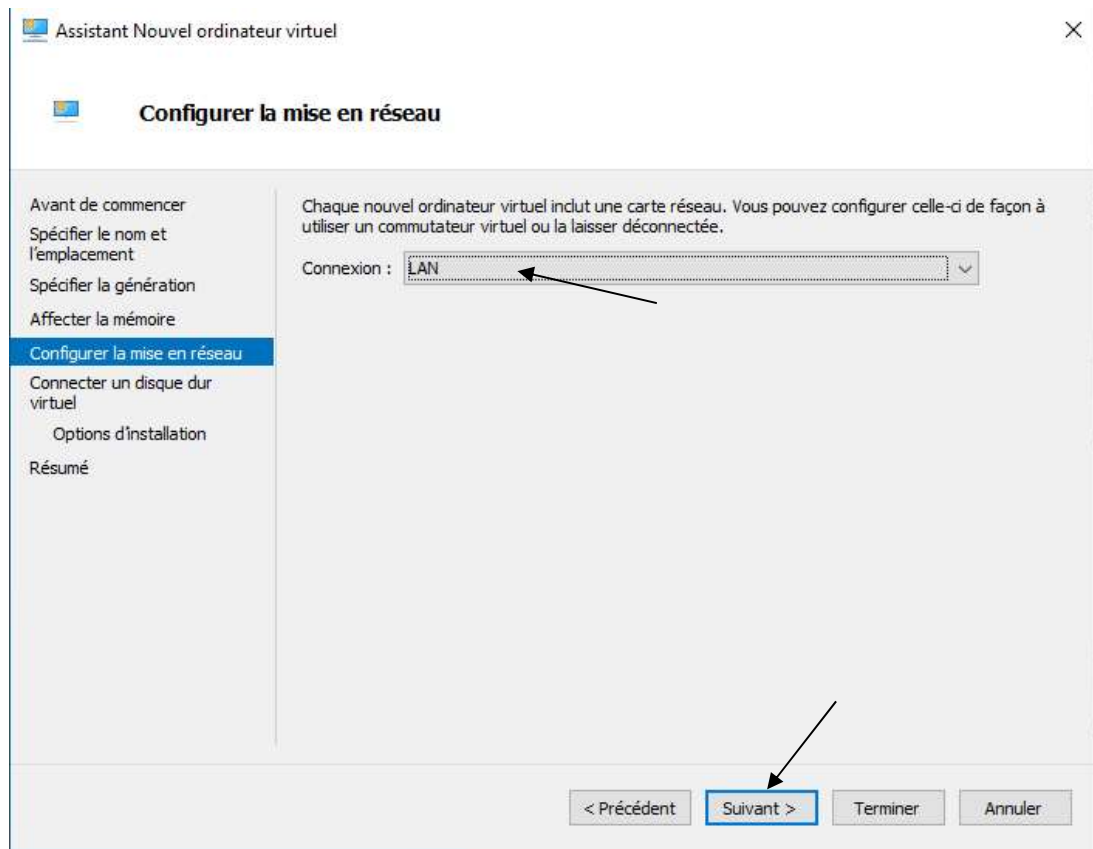 Assistant Nouvel ordinateur virtuel
Configurer la mise en réseau
Avant de commencer
Spécifier le nom et
l'emplacement
Spécifier la génération
Affecter la mémoire
Configurer la mise en réseau
Connecter un disque dur
virtuel
Options d'installation
Résumé
Chaque nouvel ordinateur virtuel inclut une carte réseau. Vous pouvez configurer celle-ci de façon à
utiliser un commutateur virtuel ou la laisser déconnectée.
Connexion : LAN
< Précédent Suivant > Terminer Annuler